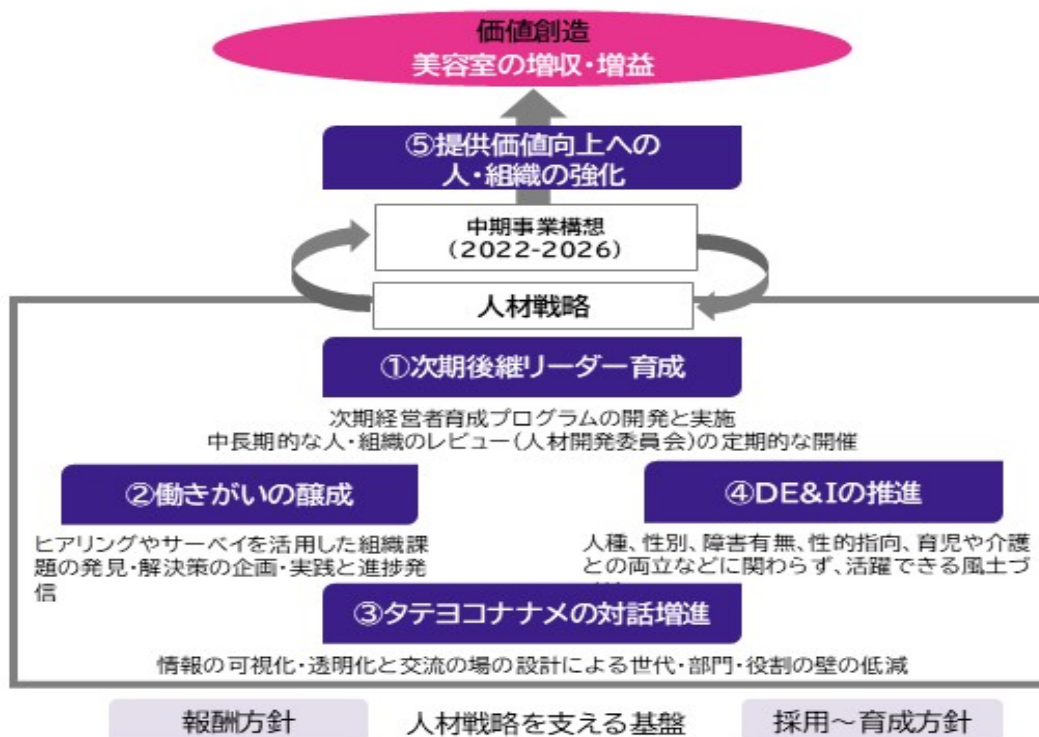 価値創造
美容室の増収・増益
⑤提供価値向上への
人・組織の強化
中期事業構想
(2022-2026)
人材戦略
①次期後継リーダー育成
次期経営者育成プログラムの開発と実施
中長期的な人・組織のレビュー(人材開発委員会)の定期的な開催
②働きがいの醸成
ヒアリングやサーベイを活用した組織課
題の発見・解決策の企画・実践と進捗発
信
④DE&Iの推進
人種、性別、障害有無、性的指向、育児や介護
との両立などに関わらず、活躍できる風土づ
③タテヨコナナメの対話増進
情報の可視化・透明化と交流の場の設計による世代・部門・役割の壁の低減
報酬方針
人材戦略を支える基盤
採用～育成方針